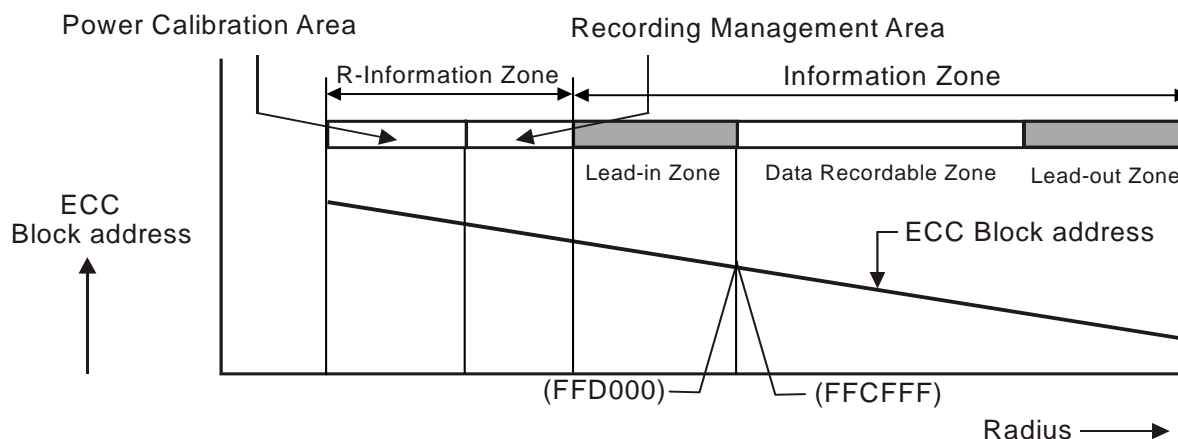 Power Calibration Area
Recording Management Area
R-Information Zone
Information Zone
Lead-in Zone
Data Recordable Zone
Lead-out Zone
ECC
Block address
ECC Block address
(FFD000)
(FFCFFF)
Radius